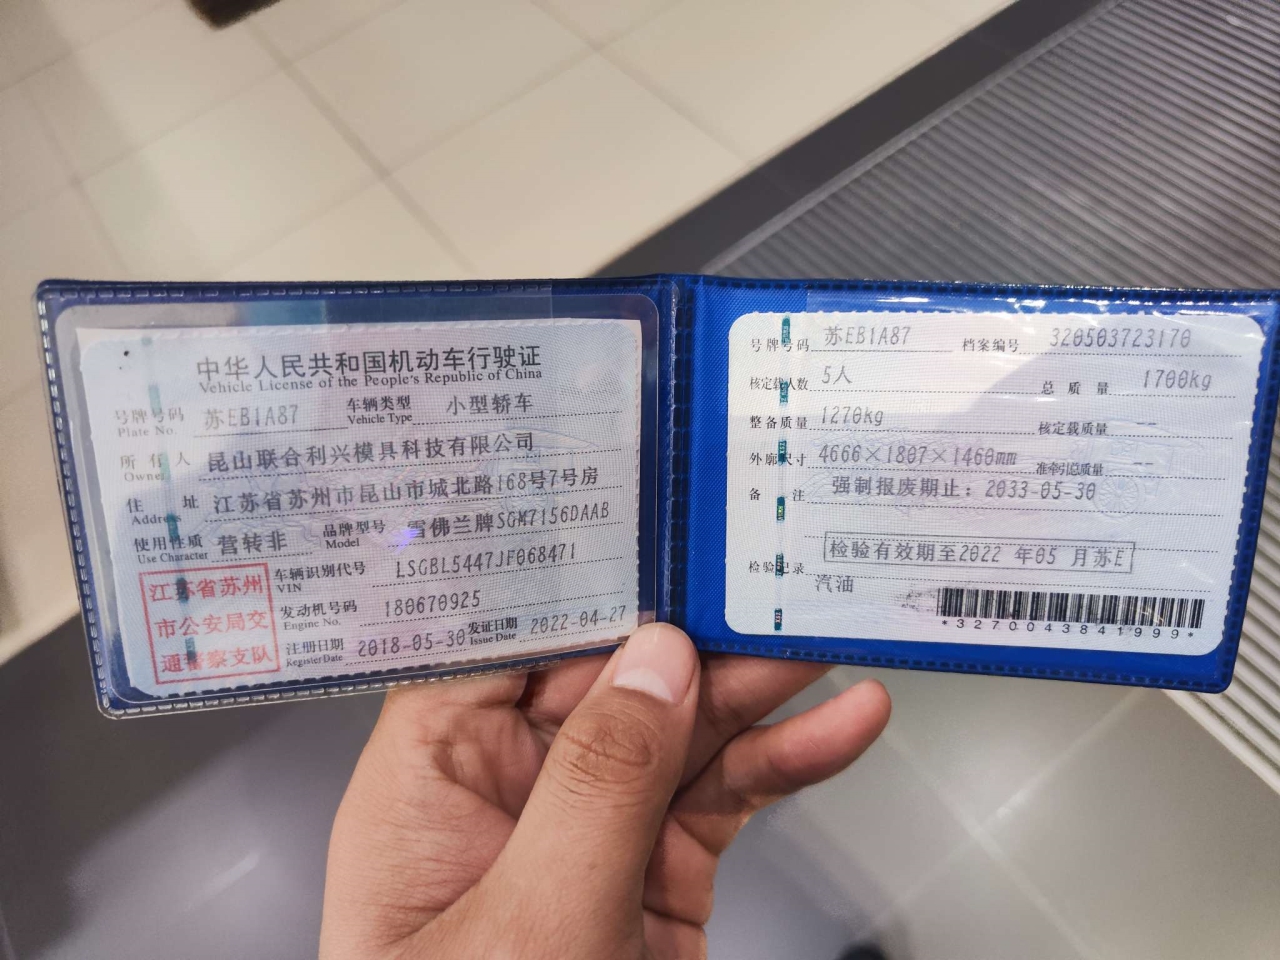 中华人民共和国机动车行驶证
Vehicle License of the People's Republic of China
号牌号码 Plate No. 苏EB1A87 车辆类型 Vehicle Type 小型轿车
所有人 Owner 昆山联合利兴模具科技有限公司
住址 Address 江苏省苏州市昆山市城北路168号7号房
使用性质 Use Character 营转非 品牌型号 Model 雪佛兰牌SGM7156DAAB
车辆识别代号 VIN LSGBL5447JF068471
发动机号码 Engine No. 180670925
注册日期 Register Date 2018-05-30 发证日期 Issue Date 2022-04-27
江苏省苏州
市公安局交
通警察支队
号牌号码 苏EB1A87 档案编号 320503723170
核定载人数 5人 总质量 1700kg
整备质量 1270kg 核定载质量 --
外廓尺寸 4666×1807×1460mm 准牵引总质量 --
备注 强制报废期止：2033-05-30
检验有效期至2022 年05 月苏E
检验记录
汽油
*3270043841999*